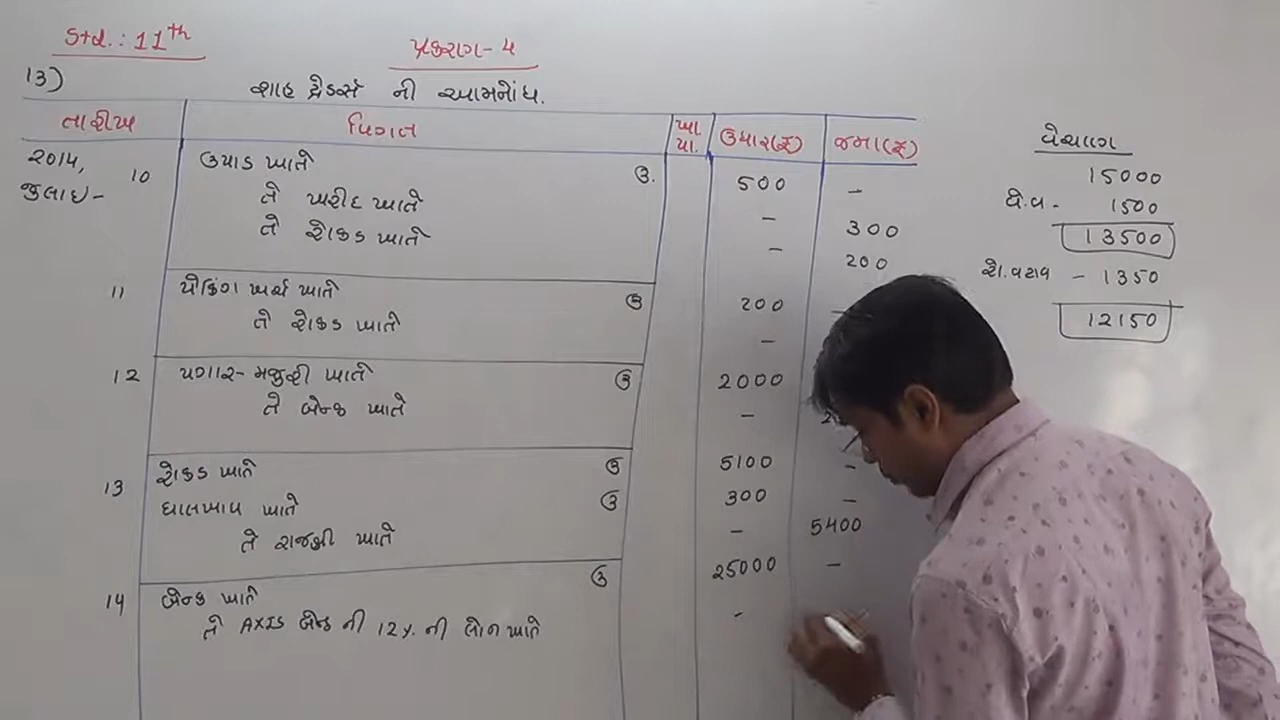 Std. : 11th
પ્રકરણ - 4
13)
શાહ ટ્રેડર્સ ની આમનોંધ.
તારીખ વિગત ખા. પા. ઉધાર(₹) જમા(₹)
2014,
જુલાઇ - 10 ઉપાડ ખાતે ઉ. 500 -
તે ખરીદ ખાતે - 300
તે રોકડ ખાતે - 200
11 પેકિંગ ખર્ચ ખાતે ઉ 200
તે રોકડ ખાતે -
12 પગાર - મજુરી ખાતે ઉ 2000
તે બેન્ક ખાતે -
13 રોકડ ખાતે ઉ 5100 -
ઘાલખાધ ખાતે ઉ 300 -
તે રાજશ્રી ખાતે - 5400
14 બેન્ક ખાતે ઉ 25000 -
તે AXIS બેન્ક ની 12%. ની લોન ખાતે -
વેચાણ
15000
વે.વ - 1500
13500
રો. વટાવ - 1350
12150